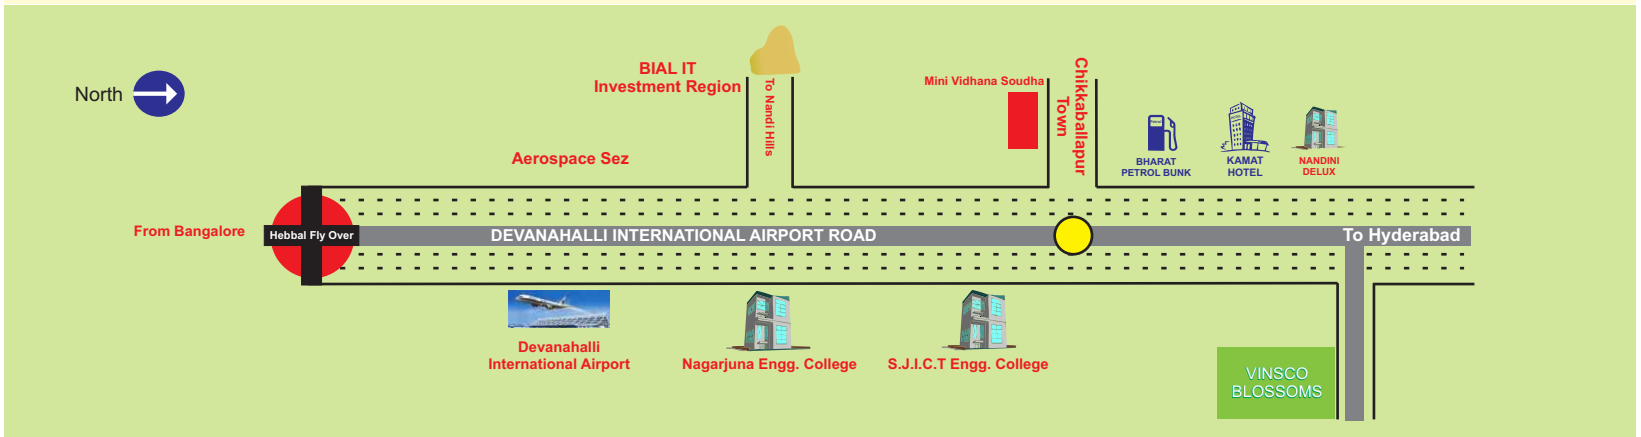 North
From Bangalore
Hebbal Fly Over
BIAL IT
Investment Region
Aerospace Sez
To Nandi Hills
Mini Vidhana Soudha
Chikkaballapur
Town
BHARAT
PETROL BUNK
KAMAT
HOTEL
NANDINI
DELUX
DEVANAHALLI INTERNATIONAL AIRPORT ROAD
To Hyderabad
Devanahalli
International Airport
Nagarjuna Engg. College
S.J.I.C.T Engg. College
VINSCO
BLOSSOMS